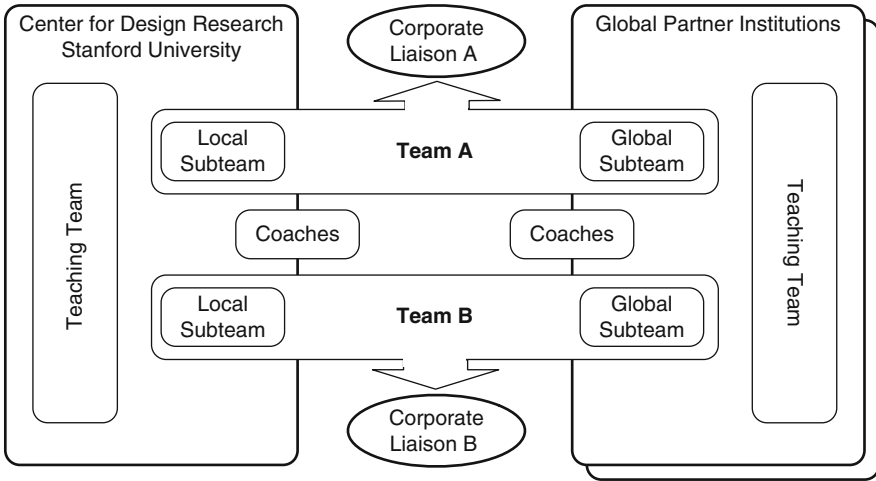 Center for Design Research
Stanford University
Corporate
Liaison A
Global Partner Institutions
Teaching Team
Local
Subteam
Team A
Global
Subteam
Teaching Team
Coaches
Coaches
Local
Subteam
Team B
Global
Subteam
Corporate
Liaison B